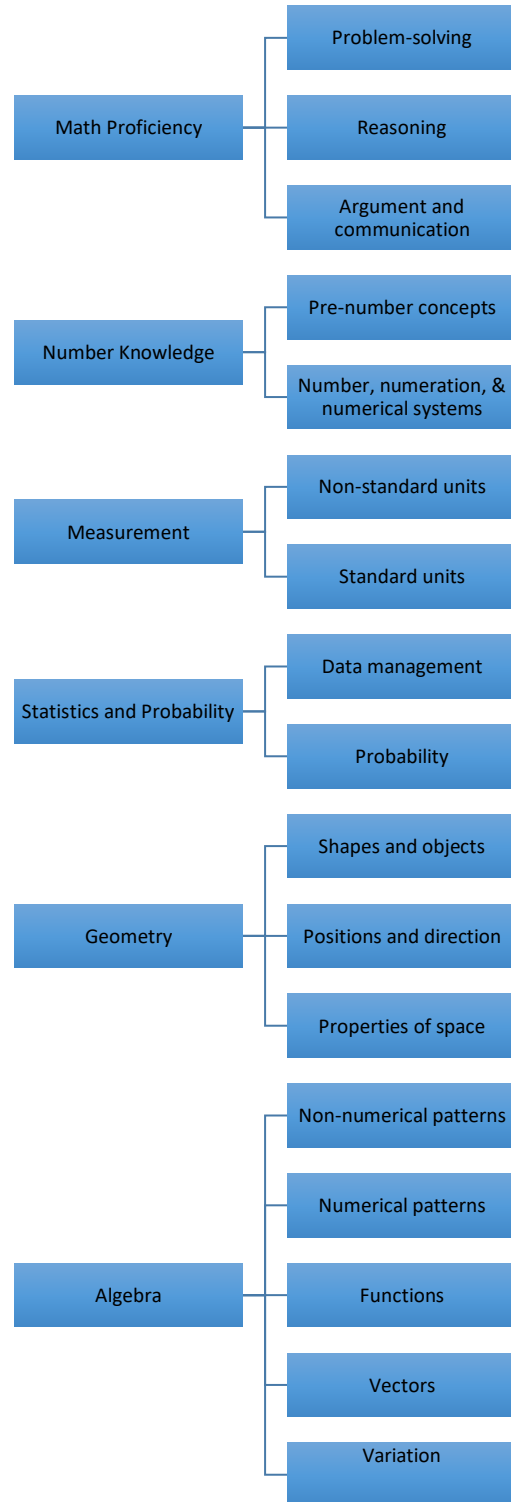 Math Proficiency
Problem-solving
Reasoning
Argument and
communication
Number Knowledge
Pre-number concepts
Number, numeration, &
numerical systems
Measurement
Non-standard units
Standard units
Statistics and Probability
Data management
Probability
Geometry
Shapes and objects
Positions and direction
Properties of space
Algebra
Non-numerical patterns
Numerical patterns
Functions
Vectors
Variation